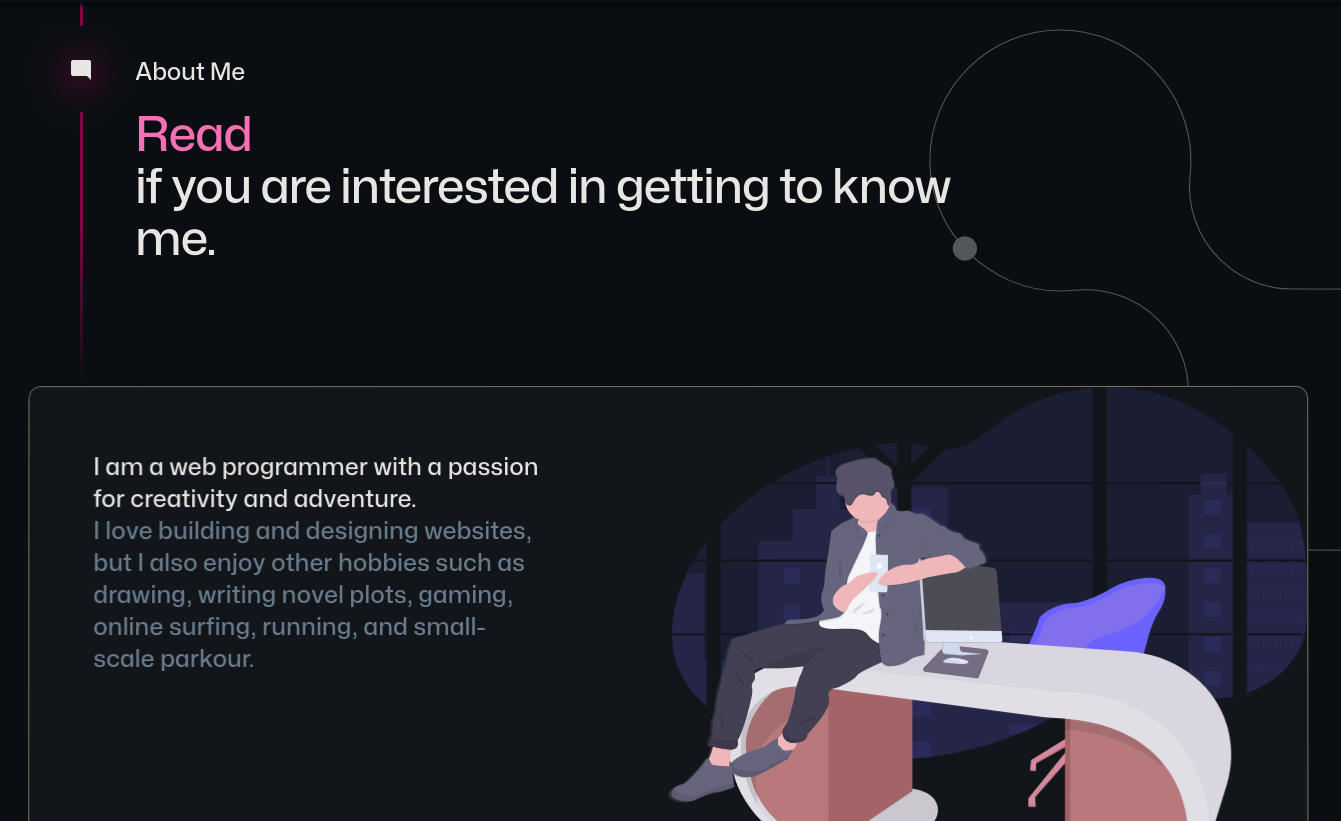 About Me
Read
if you are interested in getting to know
me.
I am a web programmer with a passion
for creativity and adventure.
I love building and designing websites,
but I also enjoy other hobbies such as
drawing, writing novel plots, gaming,
online surfing, running, and small-
scale parkour.